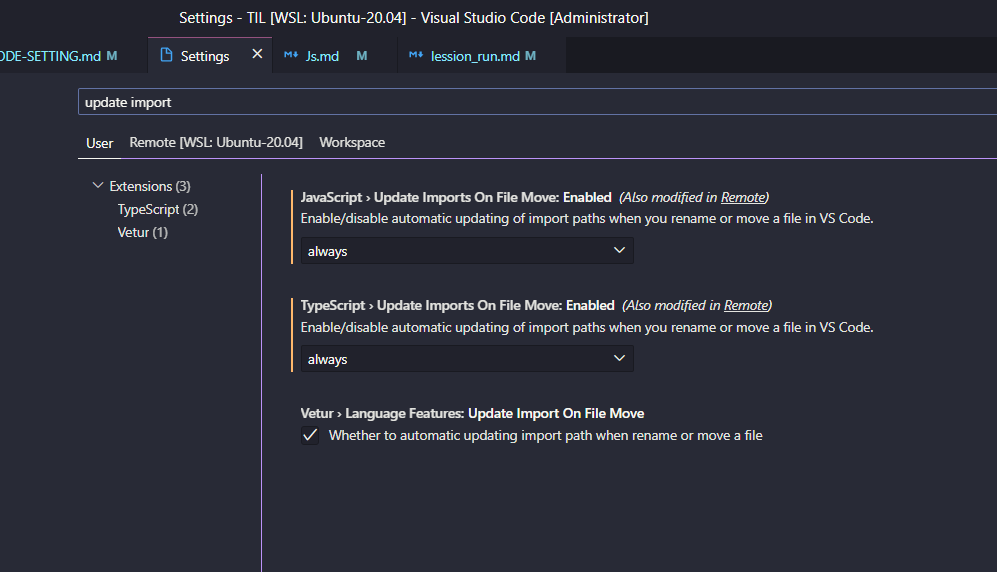 Settings - TIL [WSL: Ubuntu-20.04] - Visual Studio Code [Administrator]
ODE-SETTING.md M Settings × Js.md M lession_run.md M
update import
User Remote [WSL: Ubuntu-20.04] Workspace
Extensions (3)
TypeScript (2)
Vetur (1)
JavaScript › Update Imports On File Move: Enabled (Also modified in Remote)
Enable/disable automatic updating of import paths when you rename or move a file in VS Code.
always
TypeScript › Update Imports On File Move: Enabled (Also modified in Remote)
Enable/disable automatic updating of import paths when you rename or move a file in VS Code.
always
Vetur › Language Features: Update Import On File Move
Whether to automatic updating import path when rename or move a file